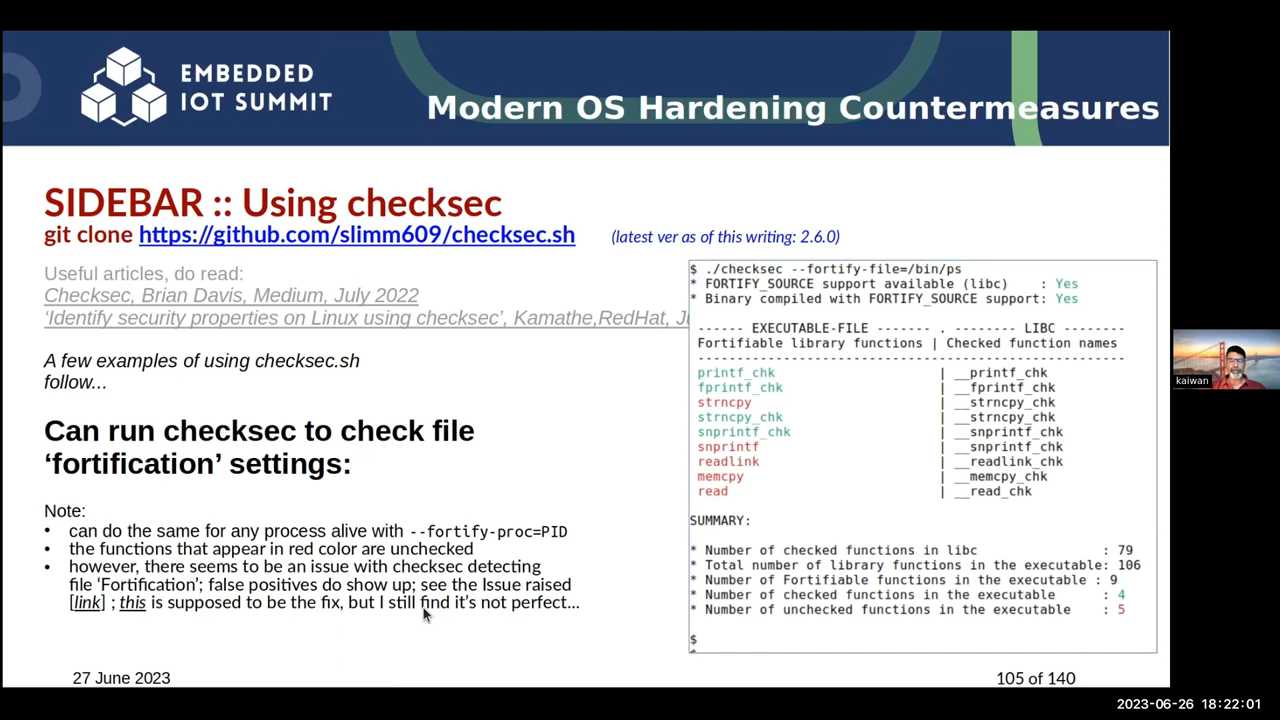 EMBEDDED
IOT SUMMIT
Modern OS Hardening Countermeasures
SIDEBAR :: Using checksec
git clone https://github.com/slimm609/checksec.sh (latest ver as of this writing: 2.6.0)
Useful articles, do read:
Checksec, Brian Davis, Medium, July 2022
‘Identify security properties on Linux using checksec’, Kamathe,RedHat,
A few examples of using checksec.sh
follow...
Can run checksec to check file
‘fortification’ settings:
Note:
• can do the same for any process alive with --fortify-proc=PID
• the functions that appear in red color are unchecked
• however, there seems to be an issue with checksec detecting
file ‘Fortification’; false positives do show up; see the Issue raised
[link] ; this is supposed to be the fix, but I still find it’s not perfect...
$ ./checksec --fortify-file=/bin/ps
* FORTIFY_SOURCE support available (libc) : Yes
* Binary compiled with FORTIFY_SOURCE support: Yes
------ EXECUTABLE-FILE ------- . -------- LIBC --------
Fortifiable library functions | Checked function names
-------------------------------------------------------
printf_chk | __printf_chk
fprintf_chk | __fprintf_chk
strncpy | __strncpy_chk
strncpy_chk | __strncpy_chk
snprintf_chk | __snprintf_chk
snprintf | __snprintf_chk
readlink | __readlink_chk
memcpy | __memcpy_chk
read | __read_chk
SUMMARY:
* Number of checked functions in libc : 79
* Total number of library functions in the executable: 106
* Number of Fortifiable functions in the executable : 9
* Number of checked functions in the executable : 4
* Number of unchecked functions in the executable : 5
$
27 June 2023
105 of 140
kaiwan
2023-06-26 18:22:01